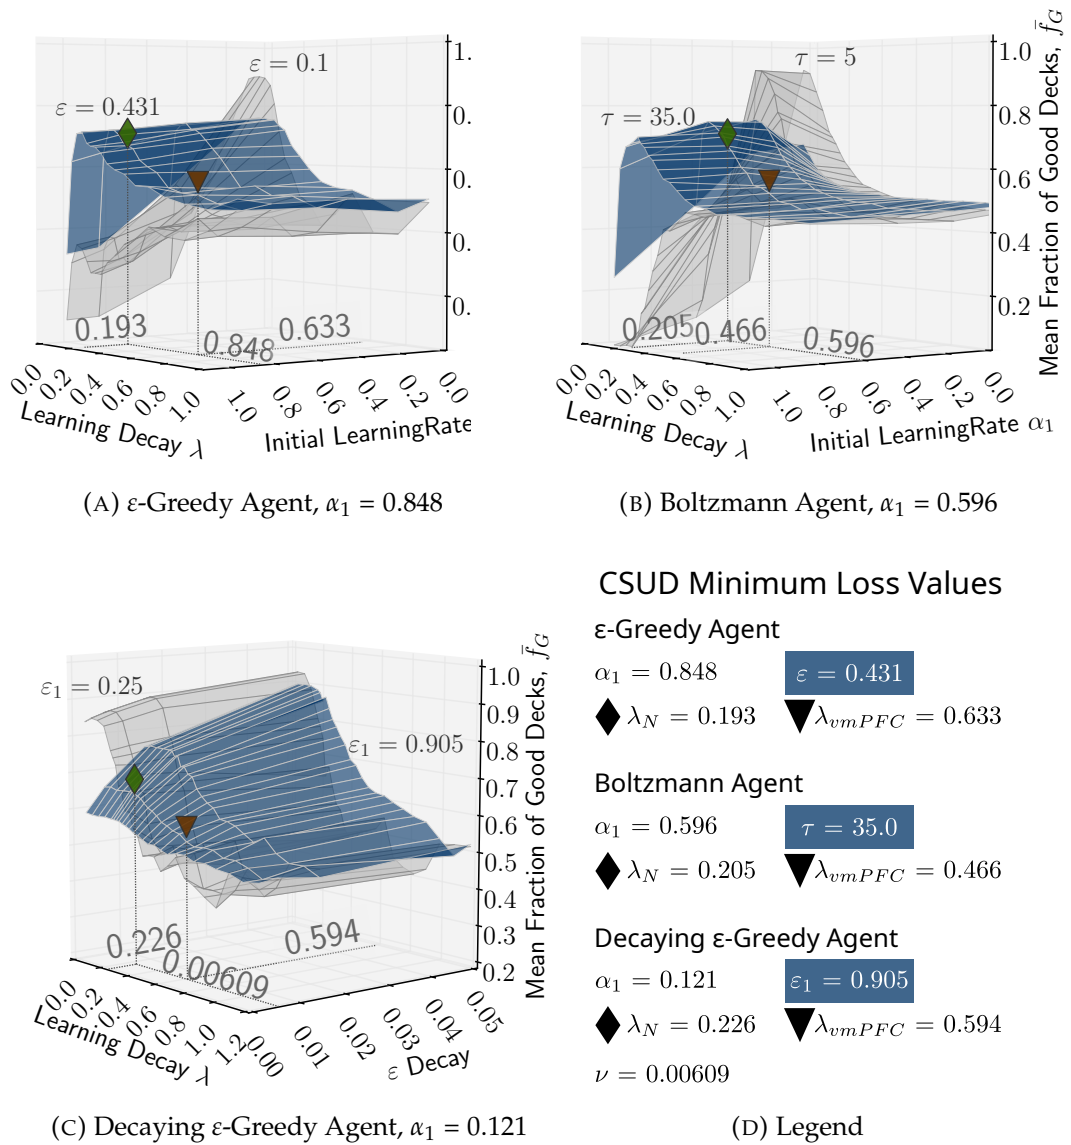 ε = 0.1
ε = 0.431
1.
0.
0.
0.
0.
0.193
0.848
0.633
0.0
0.2
0.4
0.6
0.8
1.0
Learning Decay λ
1.0
0.8
0.6
0.4
0.2
0.0
Initial LearningRate
(A) ε-Greedy Agent, α₁ = 0.848
τ = 5
τ = 35.0
1.0
0.8
0.6
0.4
0.2
Mean Fraction of Good Decks, f̄_G
0.205
0.466
0.596
0.0
0.2
0.4
0.6
0.8
1.0
Learning Decay λ
1.0
0.8
0.6
0.4
0.2
0.0
Initial LearningRate α₁
(B) Boltzmann Agent, α₁ = 0.596
ε₁ = 0.25
ε₁ = 0.905
1.0
0.9
0.8
0.7
0.6
0.5
0.4
0.3
0.2
Mean Fraction of Good Decks, f̄_G
0.226
0.00609
0.594
0.0
0.2
0.4
0.6
0.8
1.0
1.2
Learning Decay λ
0.00
0.01
0.02
0.03
0.04
0.05
ε Decay
(C) Decaying ε-Greedy Agent, α₁ = 0.121
CSUD Minimum Loss Values
ε-Greedy Agent
α₁ = 0.848 ε = 0.431
λ_N = 0.193 λ_vmPFC = 0.633
Boltzmann Agent
α₁ = 0.596 τ = 35.0
λ_N = 0.205 λ_vmPFC = 0.466
Decaying ε-Greedy Agent
α₁ = 0.121 ε₁ = 0.905
λ_N = 0.226 λ_vmPFC = 0.594
ν = 0.00609
(D) Legend